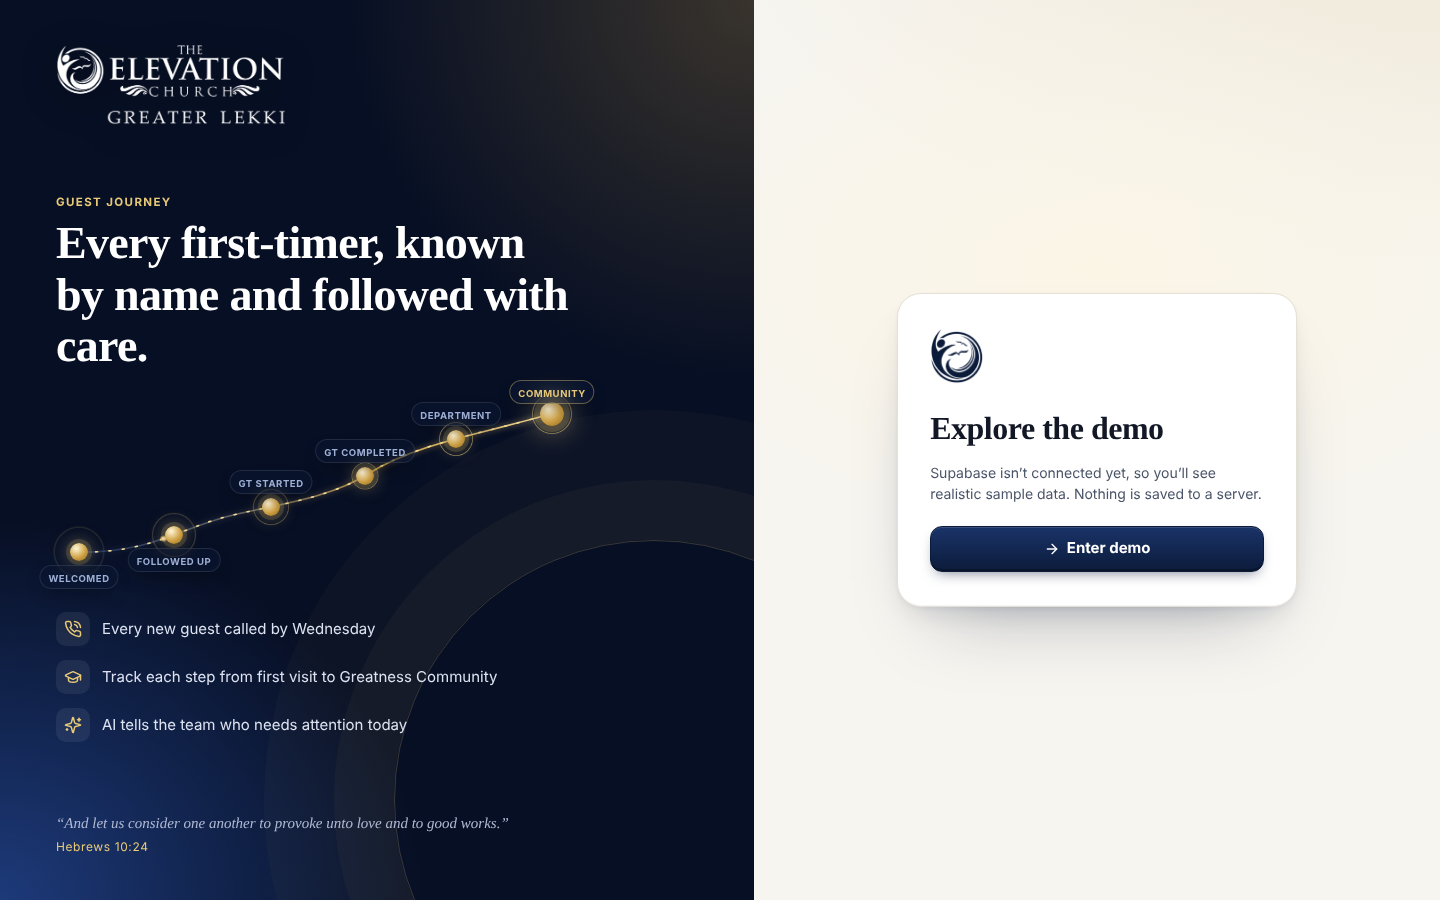 THE
ELEVATION
CHURCH
GREATER LEKKI
GUEST JOURNEY
Every first-timer, known
by name and followed with
care.
COMMUNITY
DEPARTMENT
GT COMPLETED
GT STARTED
FOLLOWED UP
WELCOMED
Every new guest called by Wednesday
Track each step from first visit to Greatness Community
AI tells the team who needs attention today
“And let us consider one another to provoke unto love and to good works.”
Hebrews 10:24
Explore the demo
Supabase isn’t connected yet, so you’ll see
realistic sample data. Nothing is saved to a server.
Enter demo